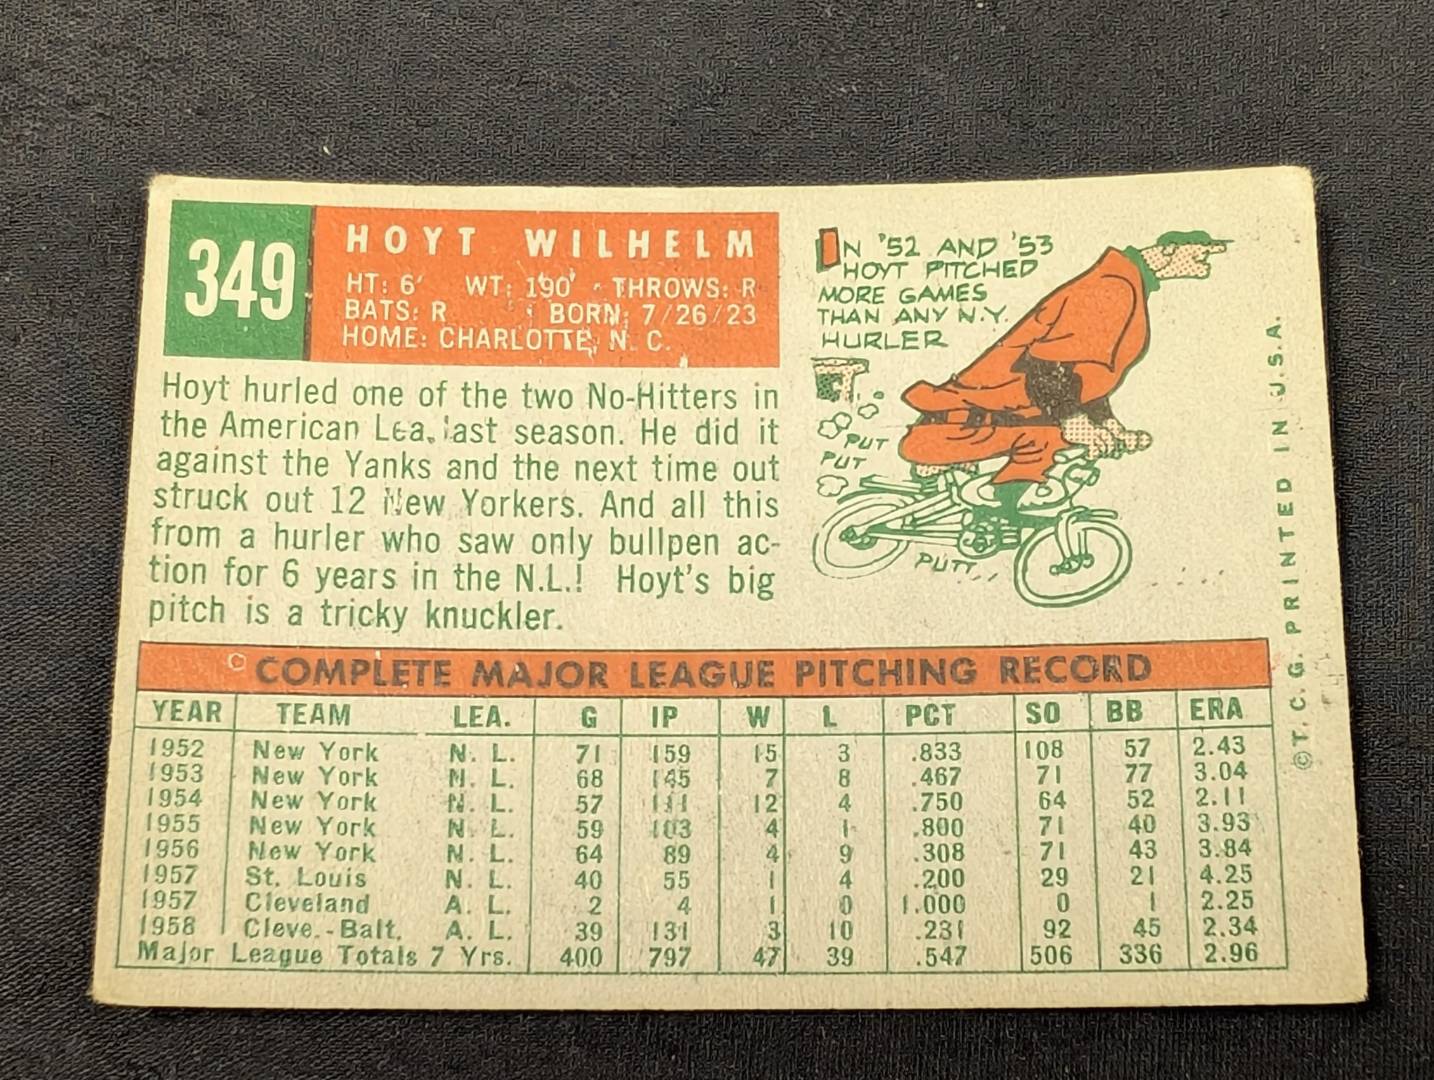 349
HOYT WILHELM
HT: 6' WT: 190 THROWS: R
BATS: R BORN: 7/26/23
HOME: CHARLOTTE, N. C.
IN '52 AND '53
HOYT PITCHED
MORE GAMES
THAN ANY N.Y.
HURLER
PUT
PUT
PUTT...
Hoyt hurled one of the two No-Hitters in
the American Lea. last season. He did it
against the Yanks and the next time out
struck out 12 New Yorkers. And all this
from a hurler who saw only bullpen ac-
tion for 6 years in the N.L.! Hoyt's big
pitch is a tricky knuckler.
COMPLETE MAJOR LEAGUE PITCHING RECORD
YEAR TEAM LEA. G IP W L PCT SO BB ERA
1952 New York N. L. 71 159 15 3 .833 108 57 2.43
1953 New York N. L. 68 145 7 8 .467 71 77 3.04
1954 New York N. L. 57 111 12 4 .750 64 52 2.11
1955 New York N. L. 59 103 4 1 .800 71 40 3.93
1956 New York N. L. 64 89 4 9 .308 71 43 3.84
1957 St. Louis N. L. 40 55 1 4 .200 29 21 4.25
1957 Cleveland A. L. 2 4 1 0 1.000 0 1 2.25
1958 Cleve.-Balt. A. L. 39 131 3 10 .231 92 45 2.34
Major League Totals 7 Yrs. 400 797 47 39 .547 506 336 2.96
©T. C. G. PRINTED IN U.S.A.